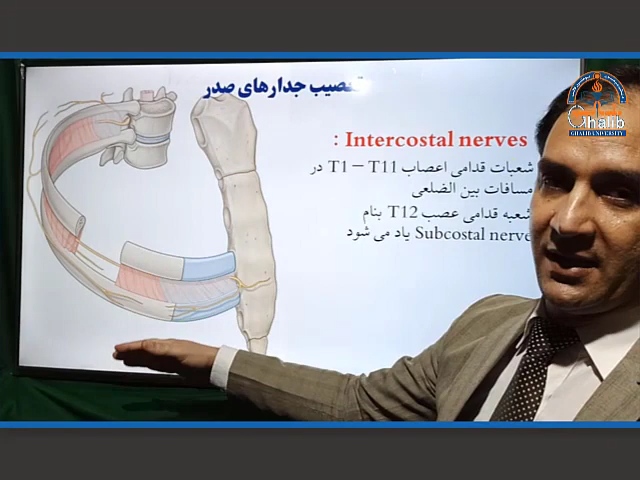 تعصیب جدارهای صدر
Intercostal nerves :
شعبات قدامی اعصاب T1 – T11 در
مسافات بین الضلعی
شعبه قدامی عصب T12 بنام
Subcostal nerve یاد می شود
Ghalib
GHALIB UNIVERSITY